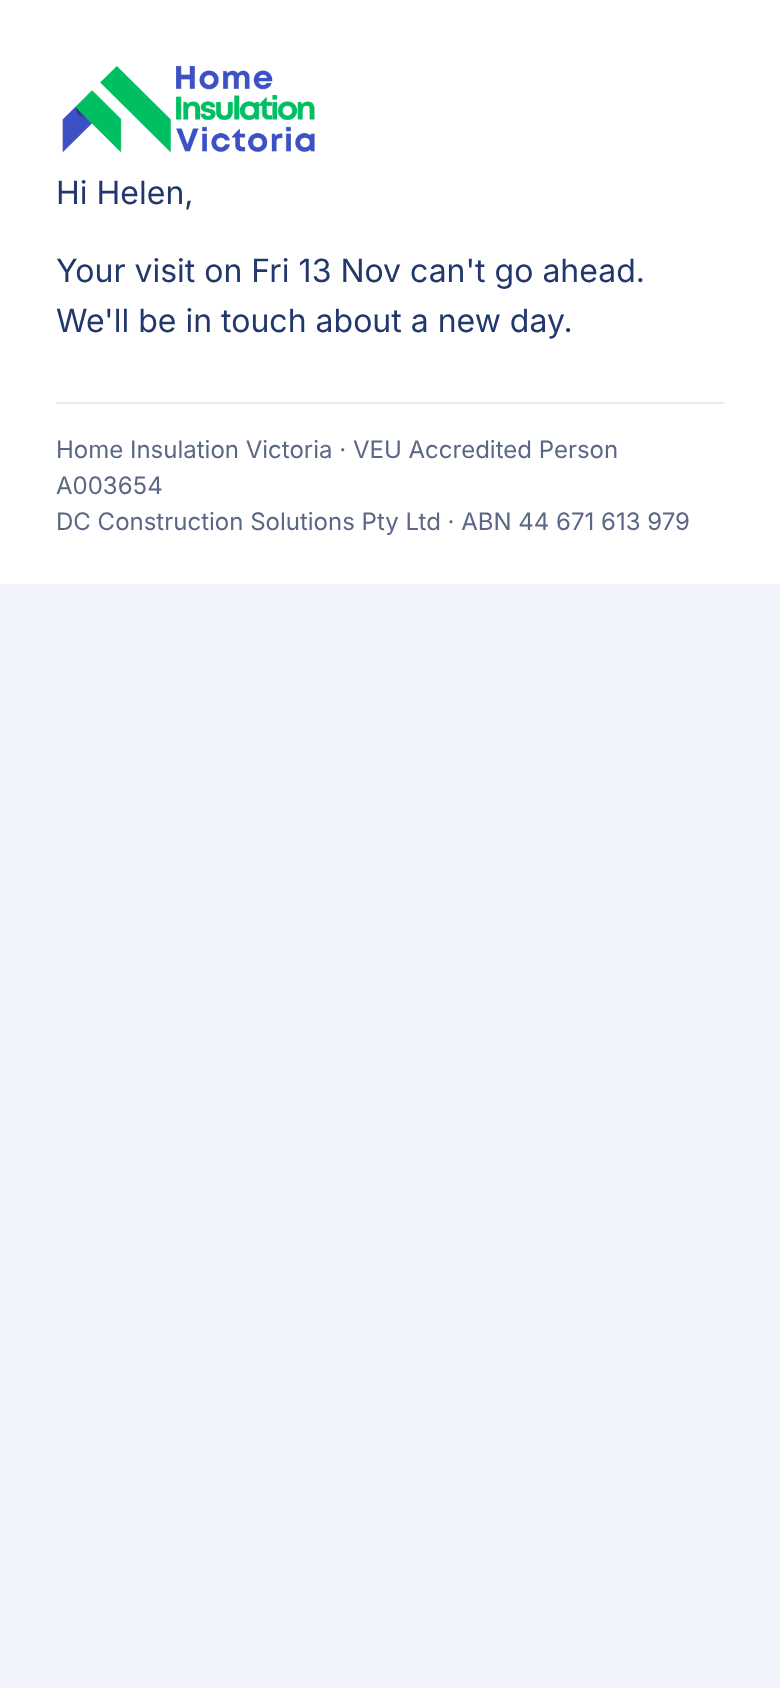 Home
Insulation
Victoria
Hi Helen,
Your visit on Fri 13 Nov can't go ahead.
We'll be in touch about a new day.
Home Insulation Victoria · VEU Accredited Person
A003654
DC Construction Solutions Pty Ltd · ABN 44 671 613 979